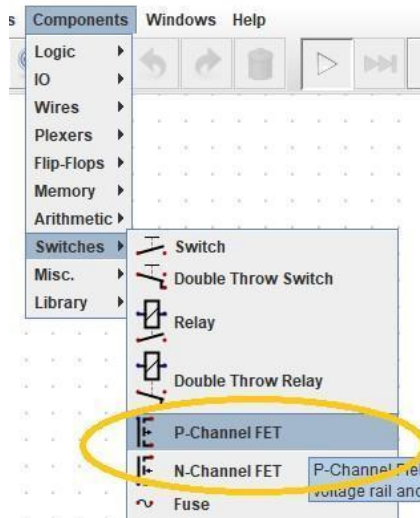 s Components Windows Help
Logic
IO
Wires
Plexers
Flip-Flops
Memory
Arithmetic
Switches
Misc.
Library
Switch
Double Throw Switch
Relay
Double Throw Relay
P-Channel FET
N-Channel FET
P-Channel
voltage rail and
Fuse